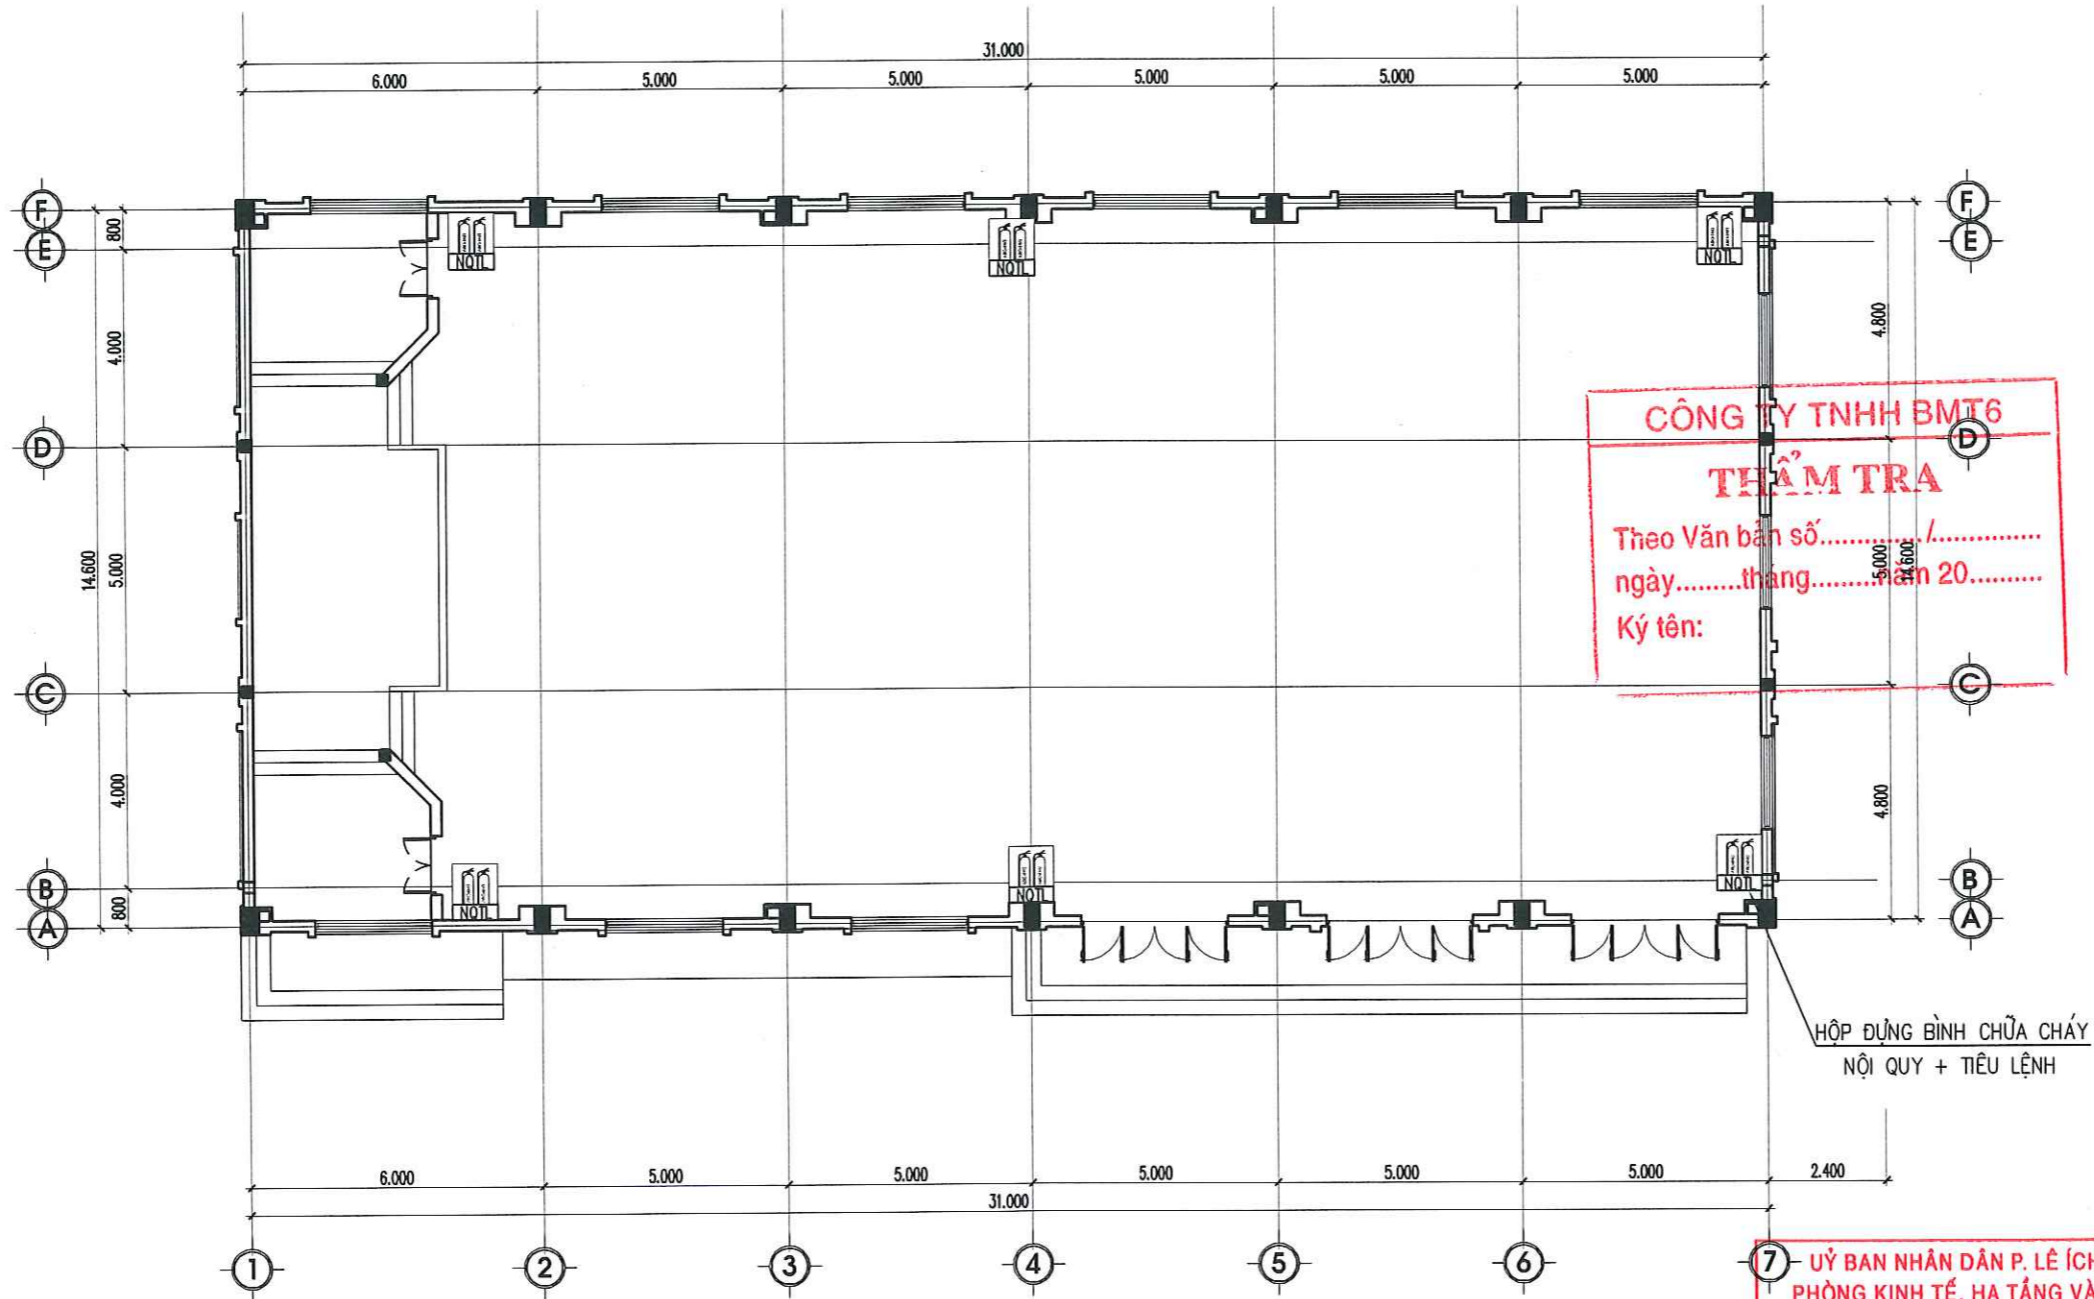 31.000
6.000 5.000 5.000 5.000 5.000 5.000
F F
E E
800
4.000
4.800
NQTL NQTL NQTL
CÔNG TY TNHH BMT6
D D
THẨM TRA
Theo Văn bản số............/..............
ngày.........tháng.........năm 20..........
Ký tên:
14.600 5.000 5.000 14.600
C C
4.000
4.800
NQTL NQTL NQTL
B B
800
A A
HỘP ĐỰNG BÌNH CHỮA CHÁY
NỘI QUY + TIÊU LỆNH
6.000 5.000 5.000 5.000 5.000 5.000 2.400
31.000
1 2 3 4 5 6 7
UỶ BAN NHÂN DÂN P. LÊ ÍCH
PHÒNG KINH TẾ, HẠ TẦNG VÀ